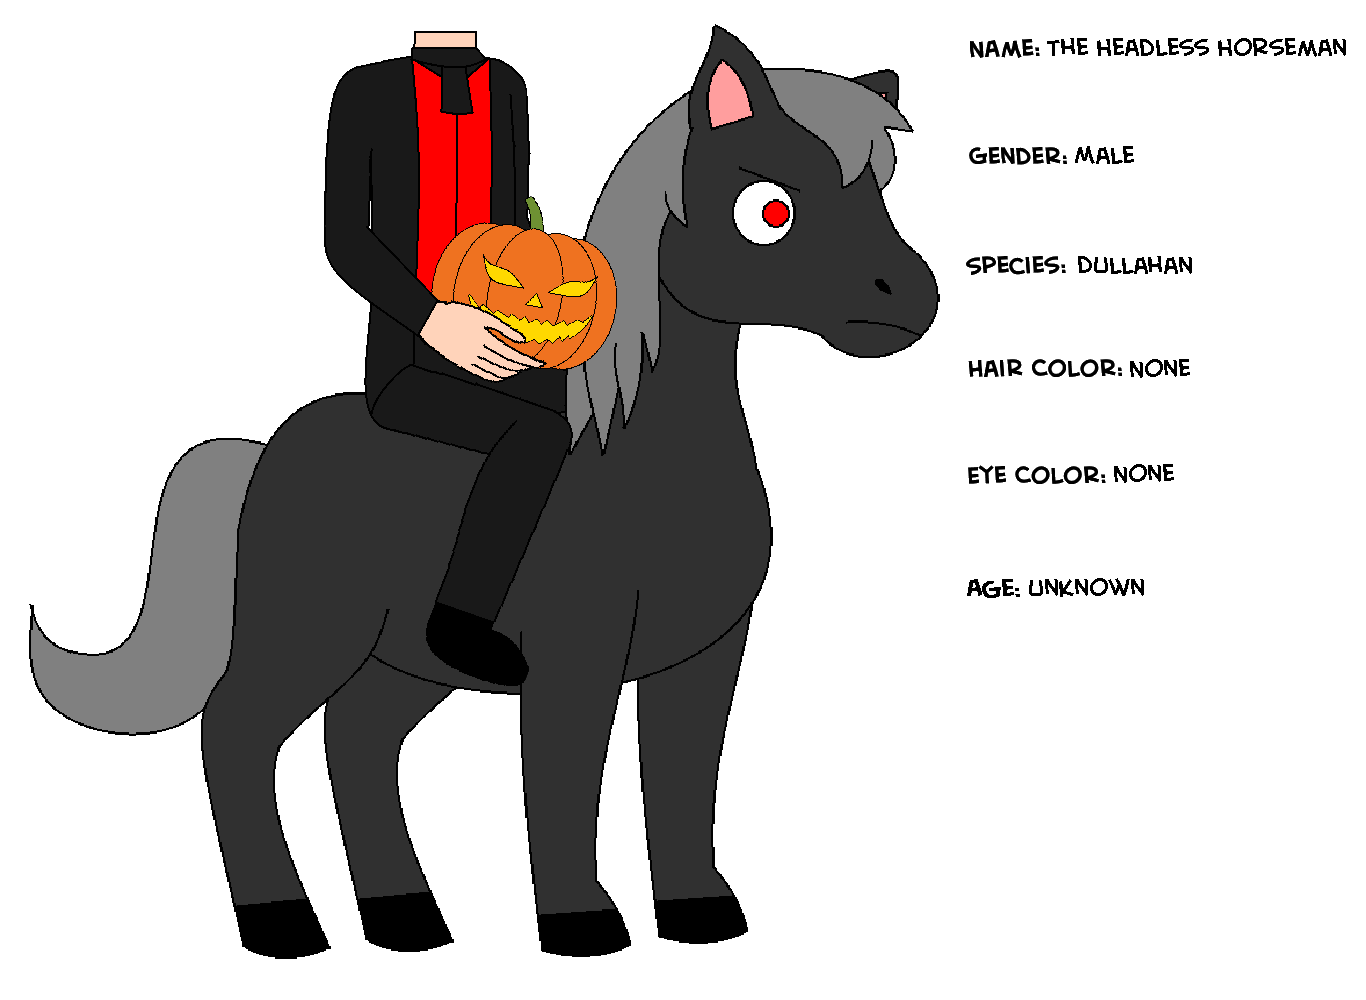 NAME: THE HEADLESS HORSEMAN
GENDER: MALE
SPECIES: DULLAHAN
HAIR COLOR: NONE
EYE COLOR: NONE
AGE: UNKNOWN